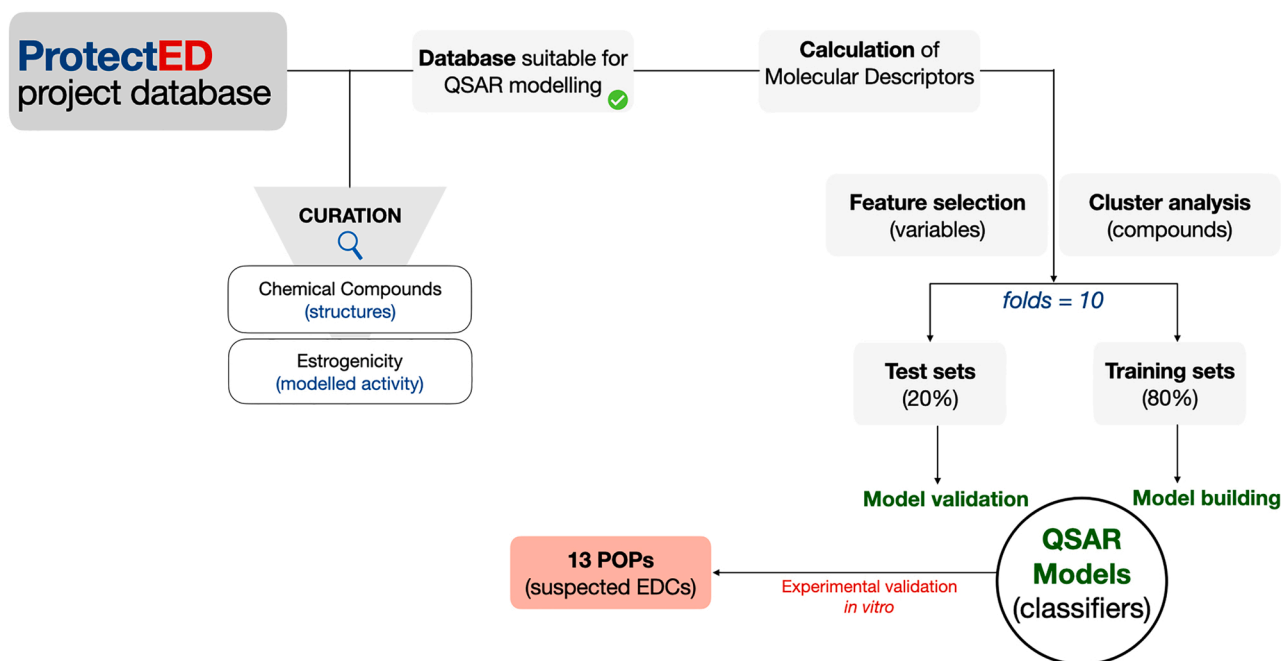 ProtectED
project database
Database suitable for
QSAR modelling
Calculation of
Molecular Descriptors
CURATION
Chemical Compounds
(structures)
Estrogenicity
(modelled activity)
Feature selection
(variables)
Cluster analysis
(compounds)
folds = 10
Test sets
(20%)
Training sets
(80%)
Model validation
Model building
QSAR
Models
(classifiers)
Experimental validation
in vitro
13 POPs
(suspected EDCs)